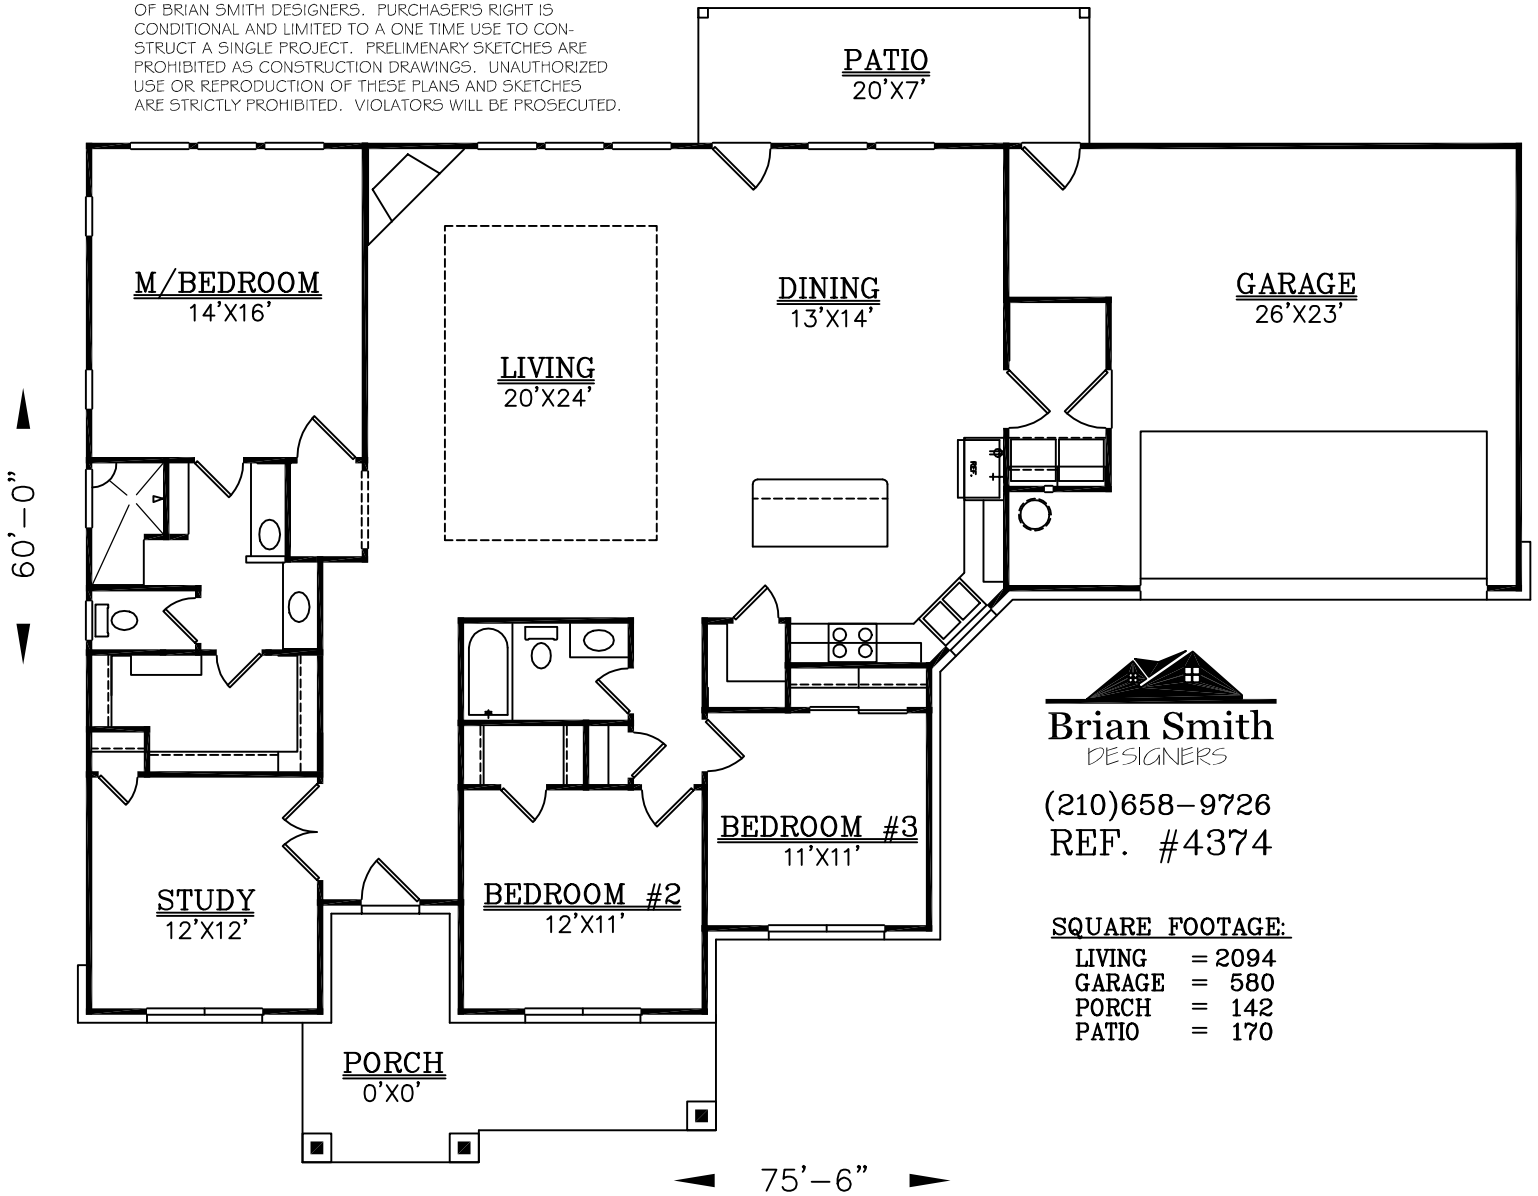 OF BRIAN SMITH DESIGNERS. PURCHASER'S RIGHT IS
CONDITIONAL AND LIMITED TO A ONE TIME USE TO CON-
STRUCT A SINGLE PROJECT. PRELIMENARY SKETCHES ARE
PROHIBITED AS CONSTRUCTION DRAWINGS. UNAUTHORIZED
USE OR REPRODUCTION OF THESE PLANS AND SKETCHES
ARE STRICTLY PROHIBITED. VIOLATORS WILL BE PROSECUTED.
PATIO
20'X7'
M/BEDROOM
14'X16'
LIVING
20'X24'
DINING
13'X14'
GARAGE
26'X23'
REF.
60'-0"
BEDROOM #3
11'X11'
BEDROOM #2
12'X11'
STUDY
12'X12'
PORCH
0'X0'
75'-6"
Brian Smith
DESIGNERS
(210)658-9726
REF. #4374
SQUARE FOOTAGE:
LIVING = 2094
GARAGE = 580
PORCH = 142
PATIO = 170